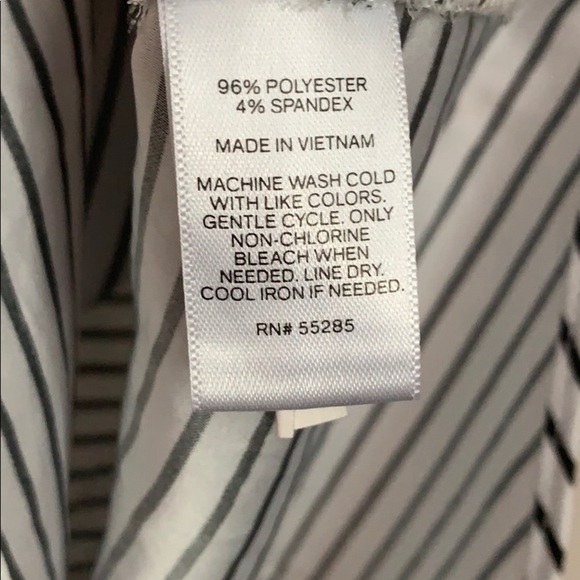 96% POLYESTER
4% SPANDEX
MADE IN VIETNAM
MACHINE WASH COLD
WITH LIKE COLORS.
GENTLE CYCLE. ONLY
NON-CHLORINE
BLEACH WHEN
NEEDED. LINE DRY.
COOL IRON IF NEEDED.
RN# 55285